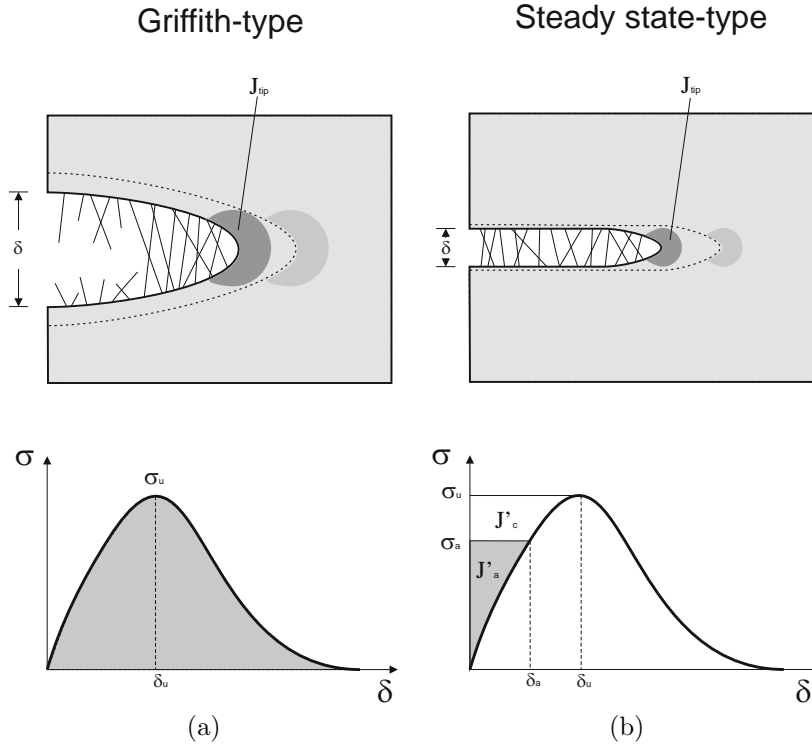 Griffith-type
Steady state-type
J_tip
J_tip
δ
δ
σ
σ_u
δ_u
δ
(a)
σ
σ_u
σ_a
J'_c
J'_a
δ_a
δ_u
δ
(b)